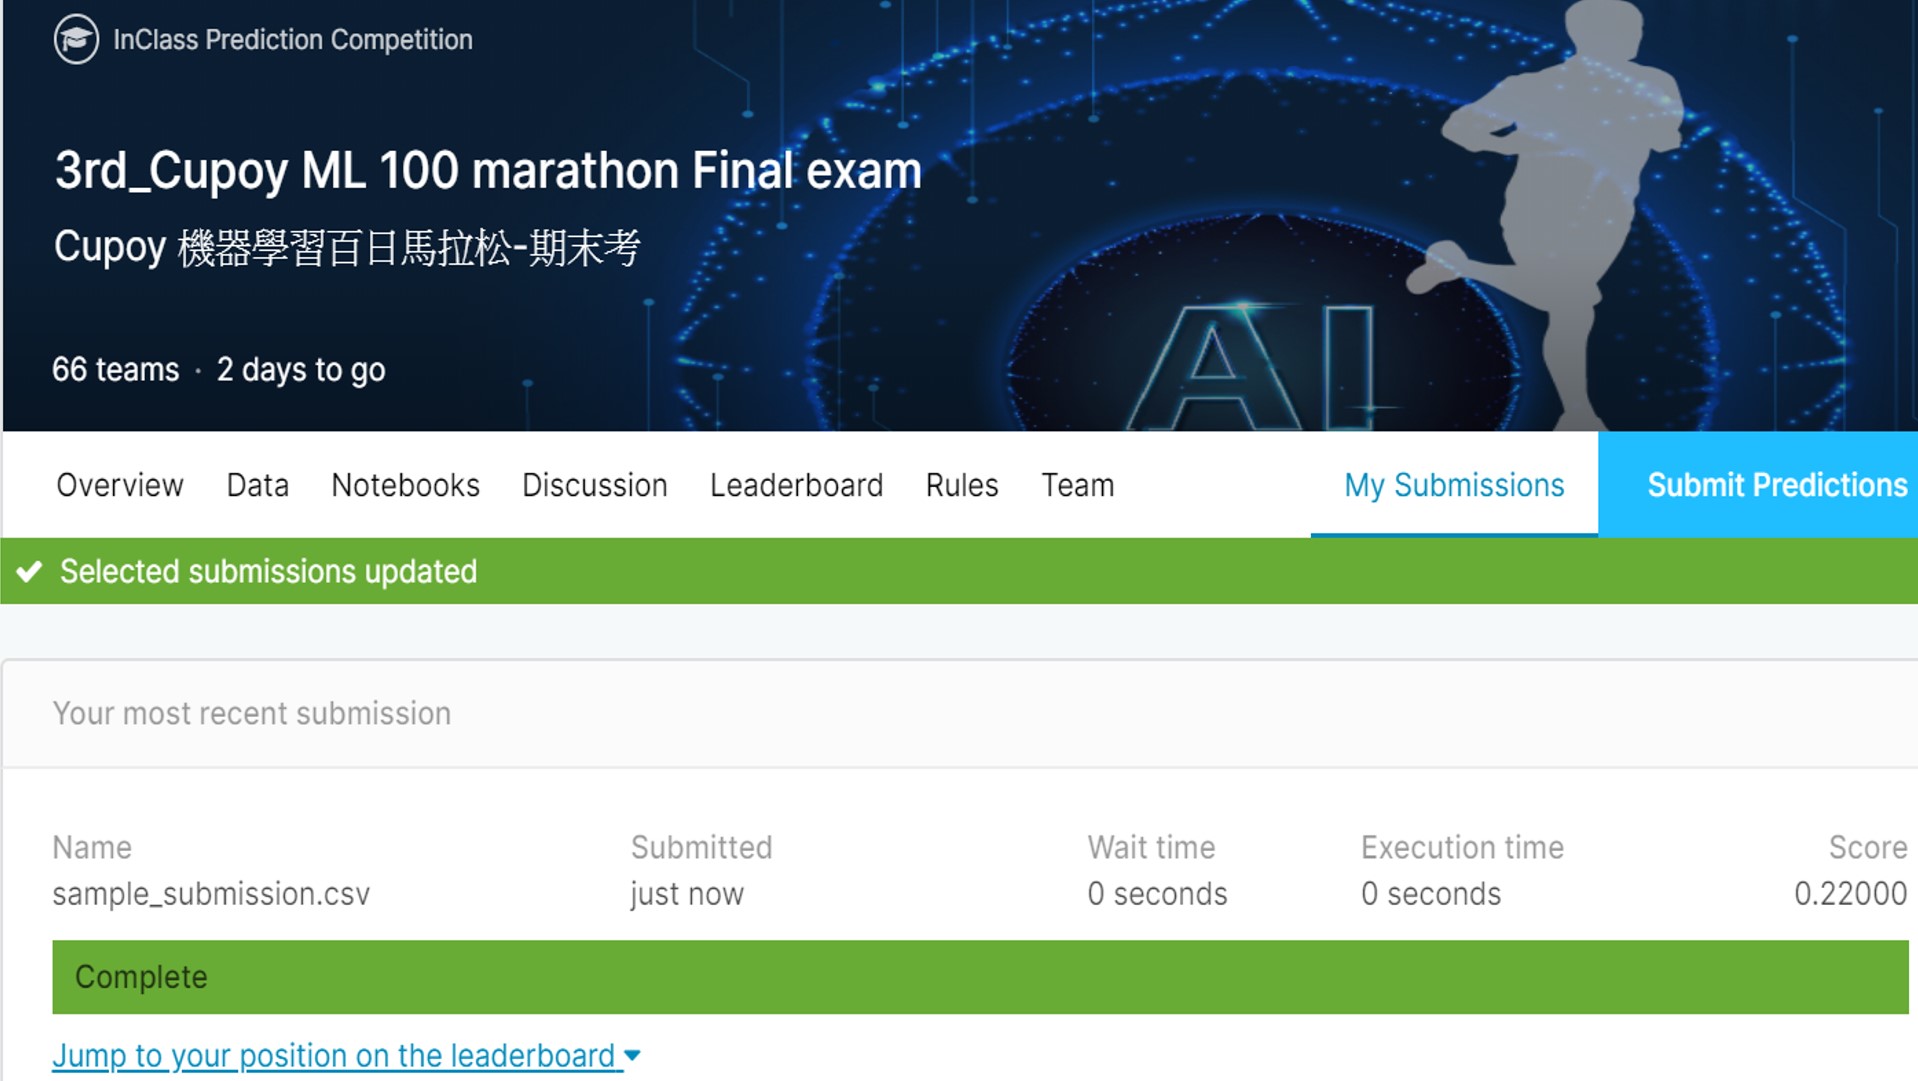 InClass Prediction Competition
3rd_Cupoy ML 100 marathon Final exam
Cupoy 機器學習百日馬拉松-期末考
66 teams · 2 days to go
AI
Overview Data Notebooks Discussion Leaderboard Rules Team My Submissions Submit Predictions
Selected submissions updated
Your most recent submission
Name Submitted Wait time Execution time Score
sample_submission.csv just now 0 seconds 0 seconds 0.22000
Complete
Jump to your position on the leaderboard